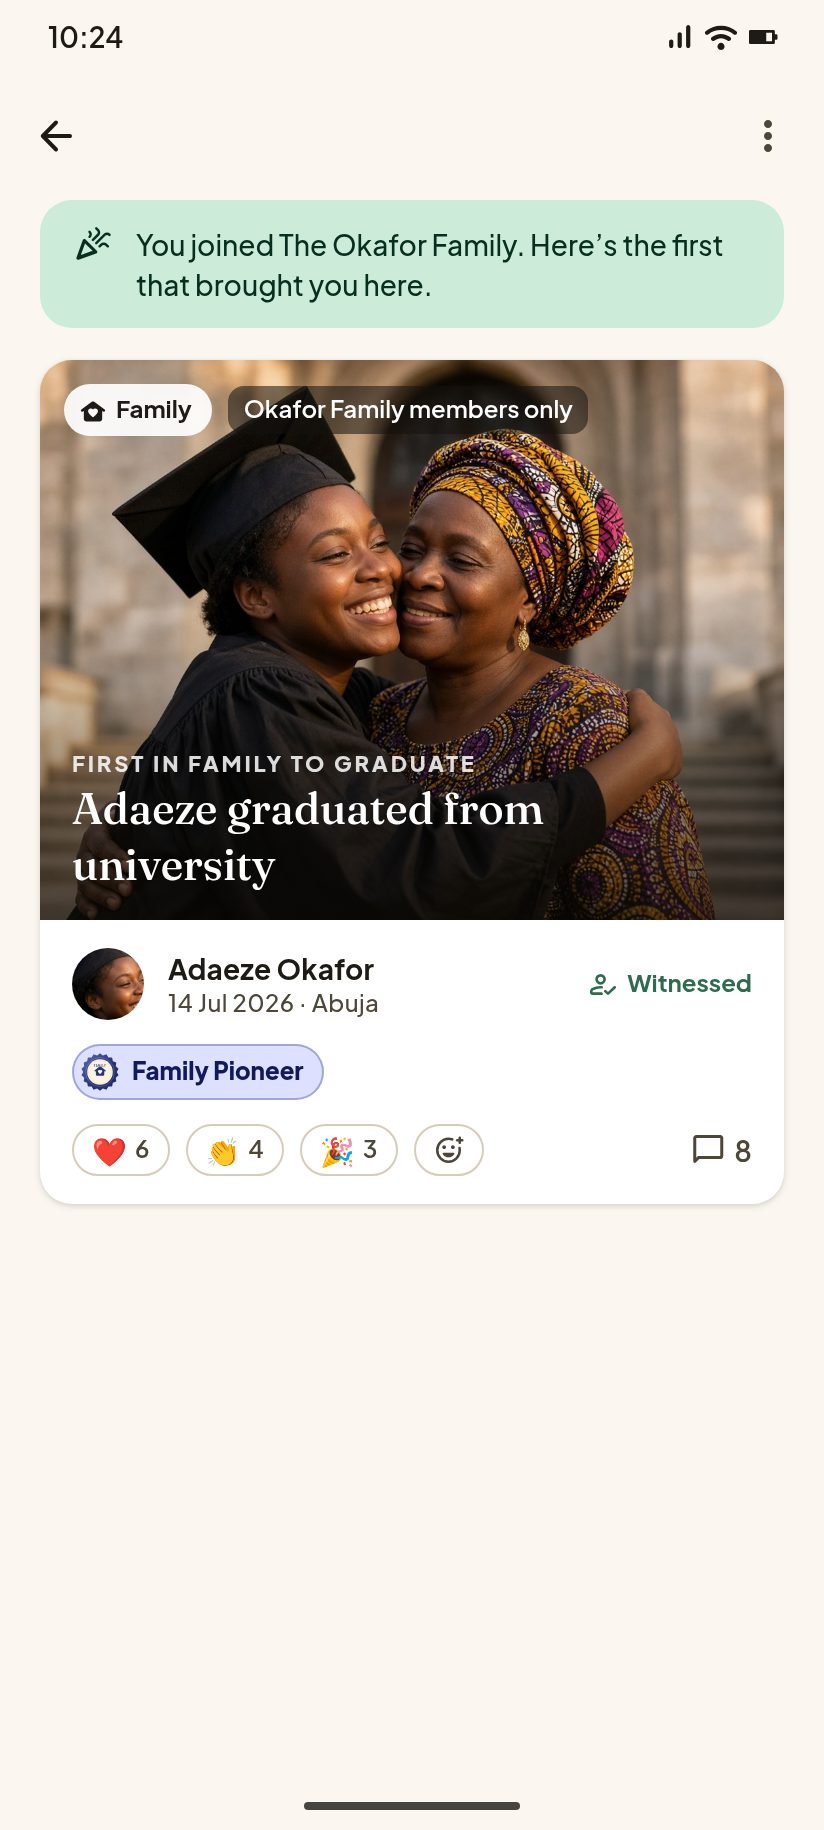 10:24
You joined The Okafor Family. Here’s the first
that brought you here.
Family
Okafor Family members only
FIRST IN FAMILY TO GRADUATE
Adaeze graduated from
university
Adaeze Okafor
14 Jul 2026 · Abuja
Witnessed
Family Pioneer
❤️ 6
👏 4
🎉 3
8